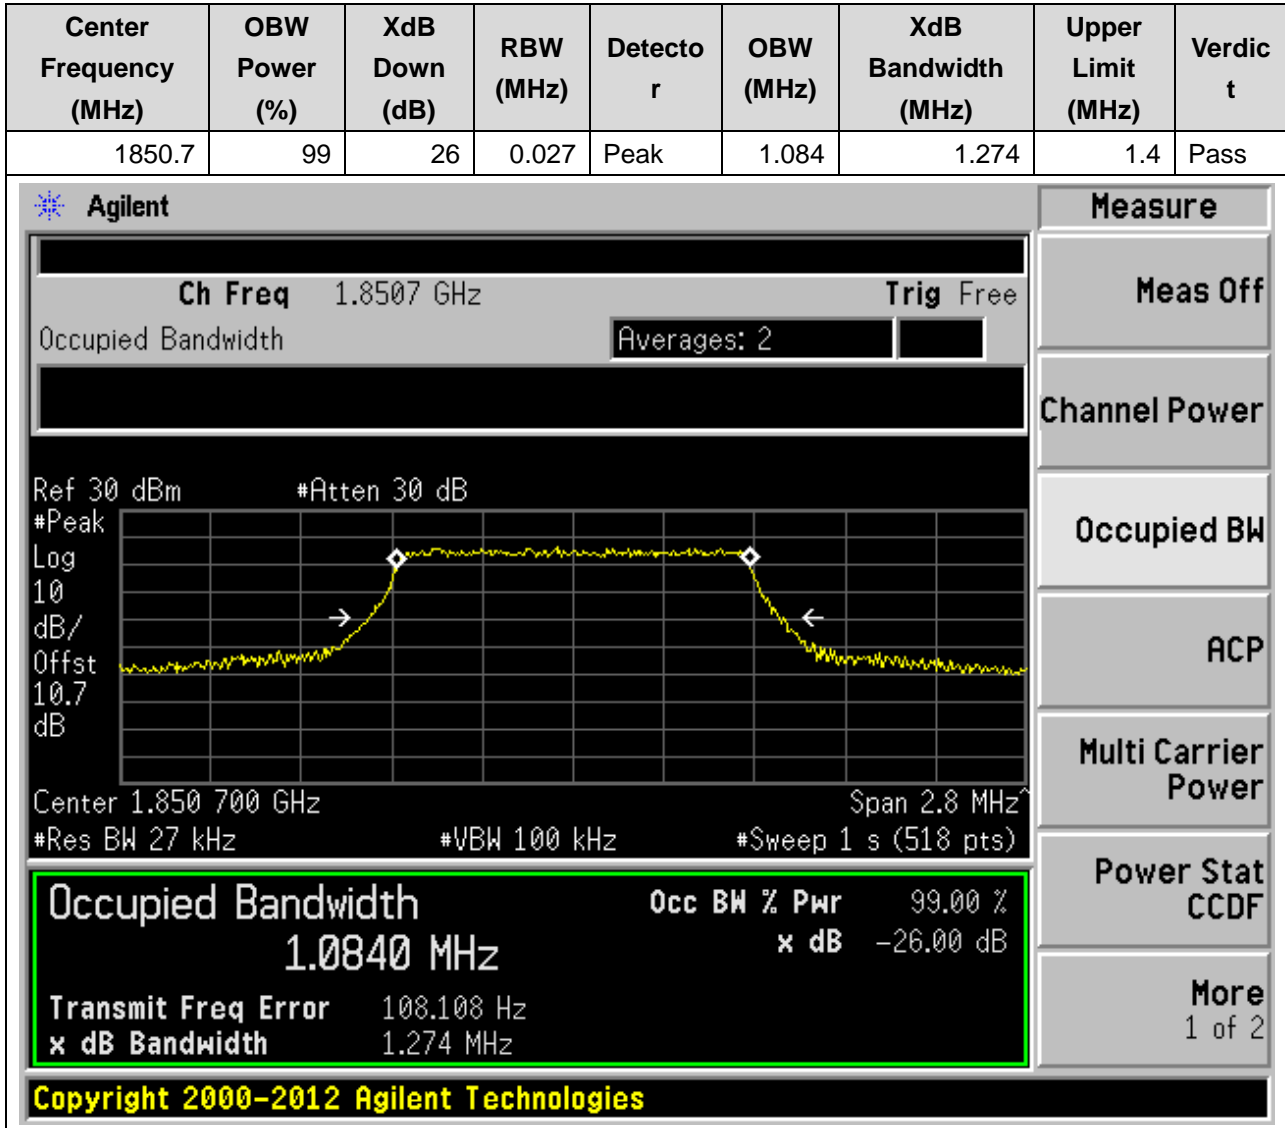 Center Frequency (MHz) OBW Power (%) XdB Down (dB) RBW (MHz) Detecto r OBW (MHz) XdB Bandwidth (MHz) Upper Limit (MHz) Verdic t
1850.7 99 26 0.027 Peak 1.084 1.274 1.4 Pass
Agilent
Measure
Ch Freq 1.8507 GHz Trig Free
Occupied Bandwidth Averages: 2
Meas Off
Channel Power
Occupied BW
ACP
Multi Carrier
Power
Power Stat
CCDF
More
1 of 2
Ref 30 dBm #Atten 30 dB
#Peak
Log
10
dB/
Offst
10.7
dB
Center 1.850 700 GHz Span 2.8 MHz^
#Res BW 27 kHz #VBW 100 kHz #Sweep 1 s (518 pts)
Occupied Bandwidth Occ BW % Pwr 99.00 %
1.0840 MHz x dB -26.00 dB
Transmit Freq Error 108.108 Hz
x dB Bandwidth 1.274 MHz
Copyright 2000-2012 Agilent Technologies